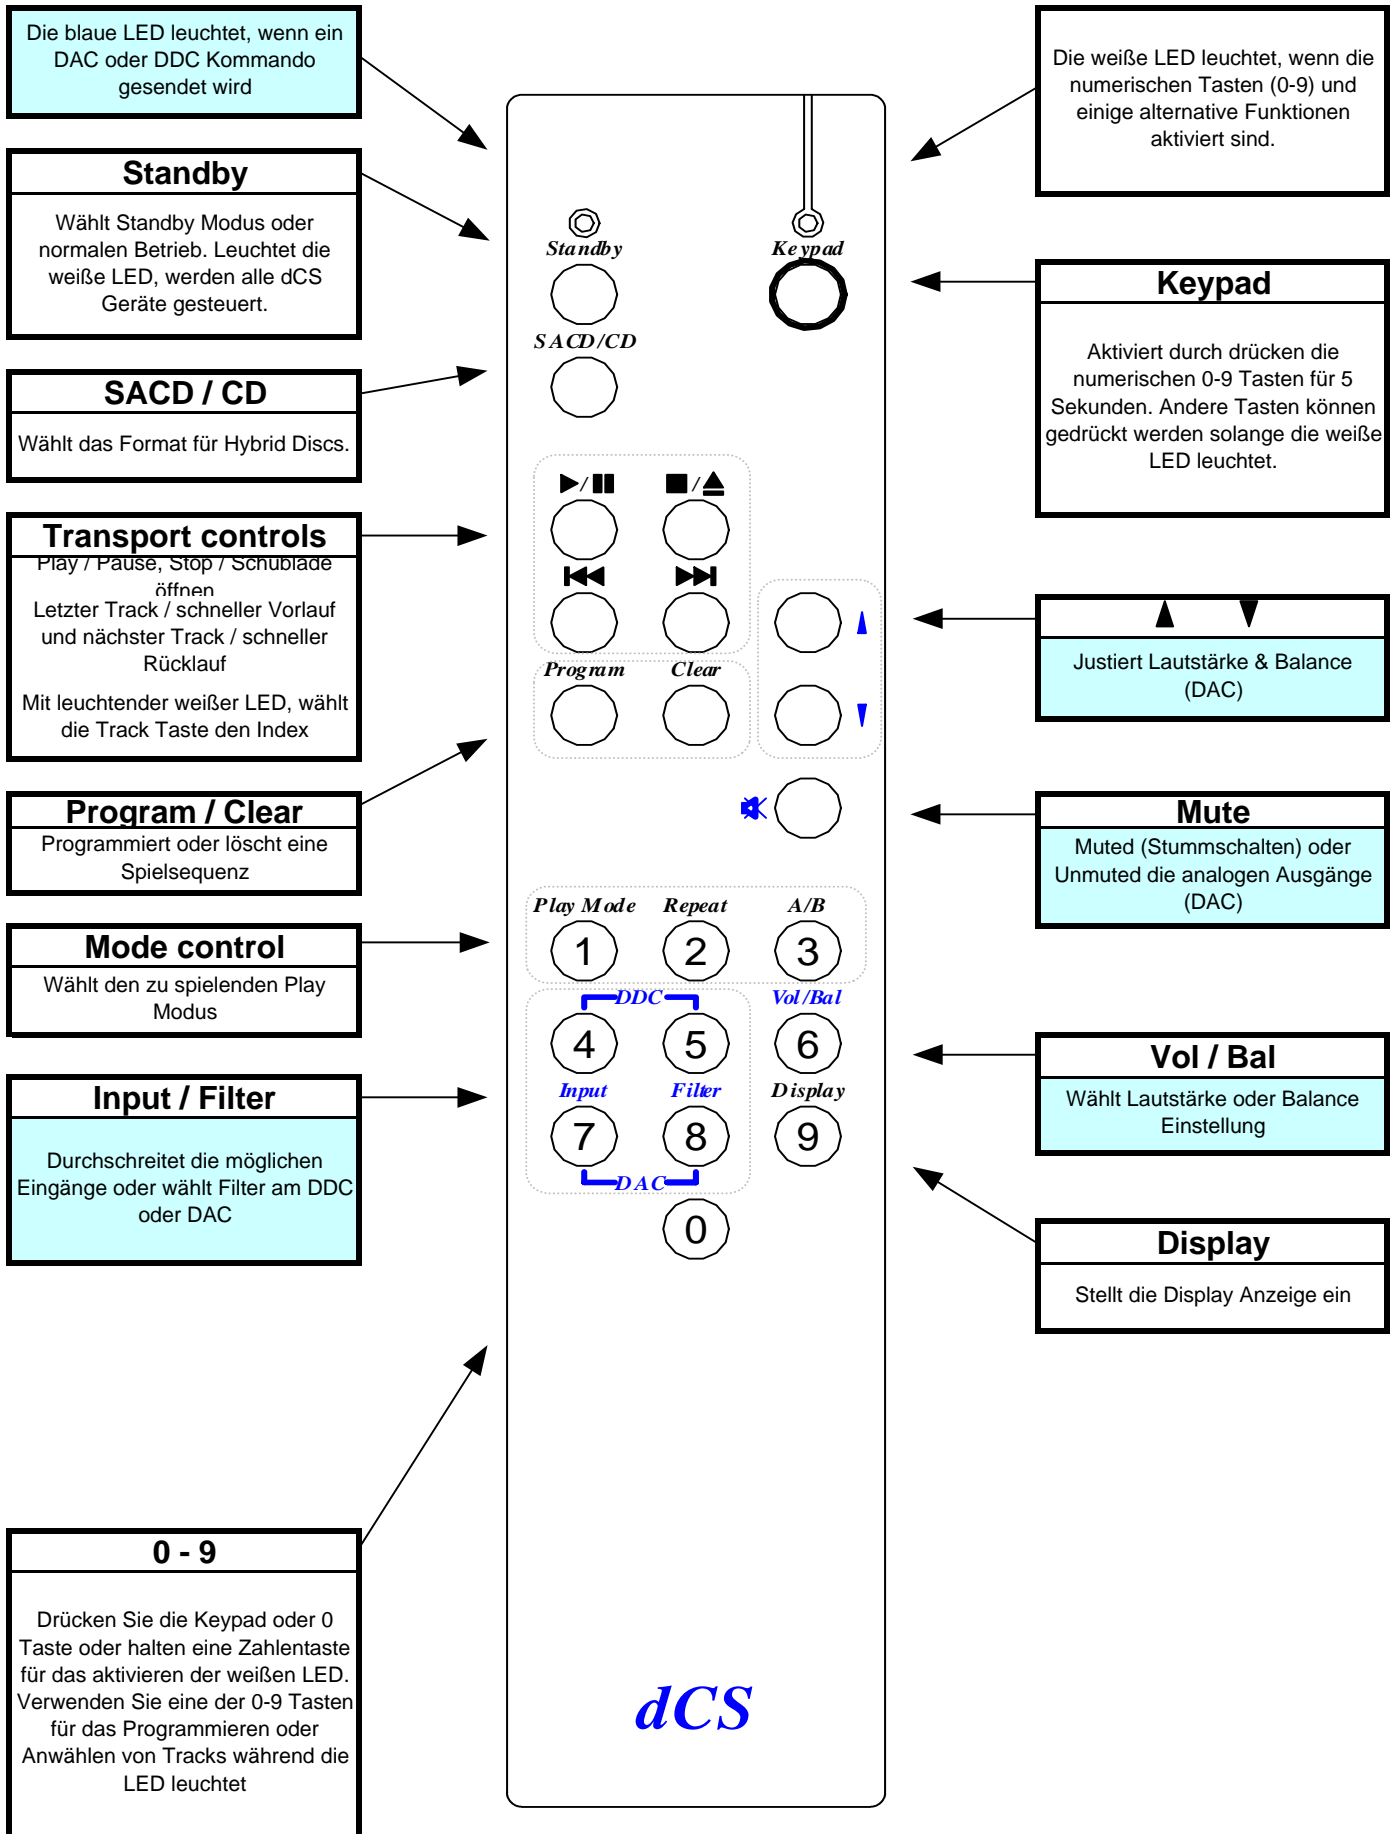 Die blaue LED leuchtet, wenn ein
DAC oder DDC Kommando
gesendet wird
Standby
Wählt Standby Modus oder
normalen Betrieb. Leuchtet die
weiße LED, werden alle dCS
Geräte gesteuert.
SACD / CD
Wählt das Format für Hybrid Discs.
Transport controls
Play / Pause, Stop / Schublade
öffnen
Letzter Track / schneller Vorlauf
und nächster Track / schneller
Rücklauf
Mit leuchtender weißer LED, wählt
die Track Taste den Index
Program / Clear
Programmiert oder löscht eine
Spielsequenz
Mode control
Wählt den zu spielenden Play
Modus
Input / Filter
Durchschreitet die möglichen
Eingänge oder wählt Filter am DDC
oder DAC
0 - 9
Drücken Sie die Keypad oder 0
Taste oder halten eine Zahlentaste
für das aktivieren der weißen LED.
Verwenden Sie eine der 0-9 Tasten
für das Programmieren oder
Anwählen von Tracks während die
LED leuchtet
Standby
Keypad
SACD/CD
/
/
Program
Clear
Play Mode
Repeat
A/B
1
2
3
DDC
Vol/Bal
4
5
6
Input
Filter
Display
7
8
9
DAC
0
dCS
Die weiße LED leuchtet, wenn die
numerischen Tasten (0-9) und
einige alternative Funktionen
aktiviert sind.
Keypad
Aktiviert durch drücken die
numerischen 0-9 Tasten für 5
Sekunden. Andere Tasten können
gedrückt werden solange die weiße
LED leuchtet.
Justiert Lautstärke & Balance
(DAC)
Mute
Muted (Stummschalten) oder
Unmuted die analogen Ausgänge
(DAC)
Vol / Bal
Wählt Lautstärke oder Balance
Einstellung
Display
Stellt die Display Anzeige ein